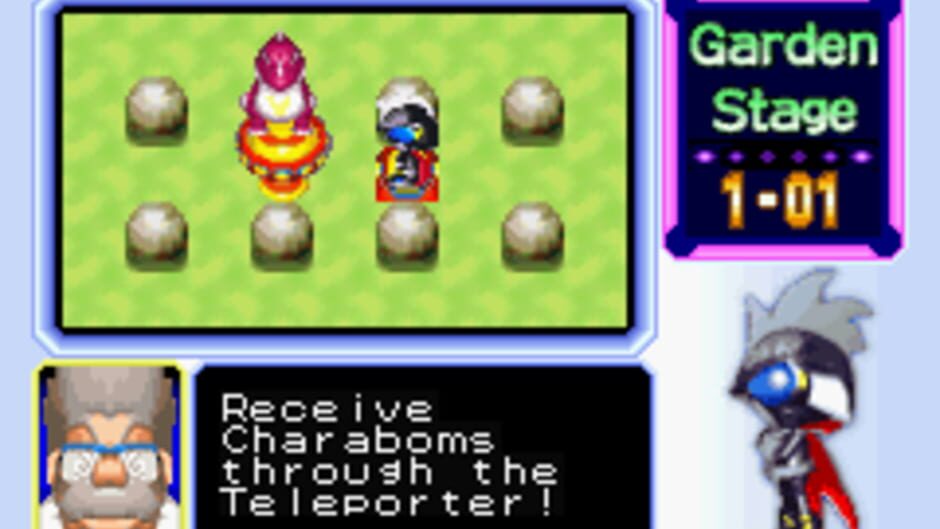 Garden
Stage
1-01
Receive
Charaboms
through the
Teleporter!